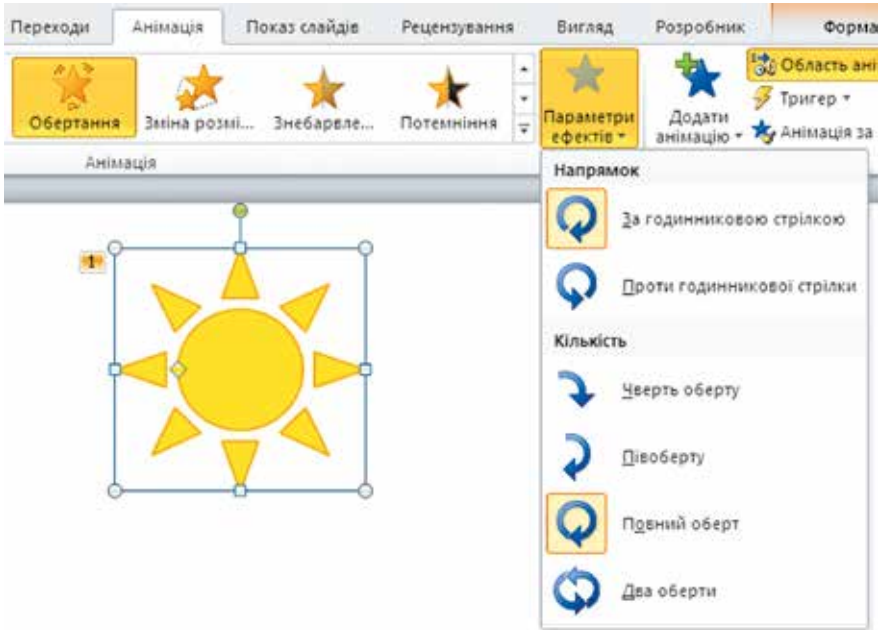 Переходи Анімація Показ слайдів Рецензування Вигляд Розробник Форма
Обертання Зміна розмі... Знебарвле... Потемніння
Параметри ефектів
Додати анімацію
Область ані
Тригер
Анімація за
Анімація
Напрямок
За годинниковою стрілкою
Проти годинникової стрілки
Кількість
Чверть оберту
Півоберту
Повний оберт
Два оберти
1